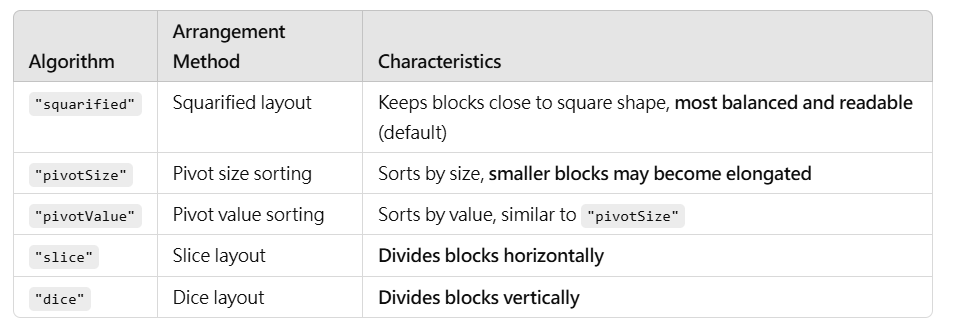 Algorithm
Arrangement
Method
Characteristics
"squarified"
Squarified layout
Keeps blocks close to square shape, most balanced and readable
(default)
"pivotSize"
Pivot size sorting
Sorts by size, smaller blocks may become elongated
"pivotValue"
Pivot value sorting
Sorts by value, similar to "pivotSize"
"slice"
Slice layout
Divides blocks horizontally
"dice"
Dice layout
Divides blocks vertically